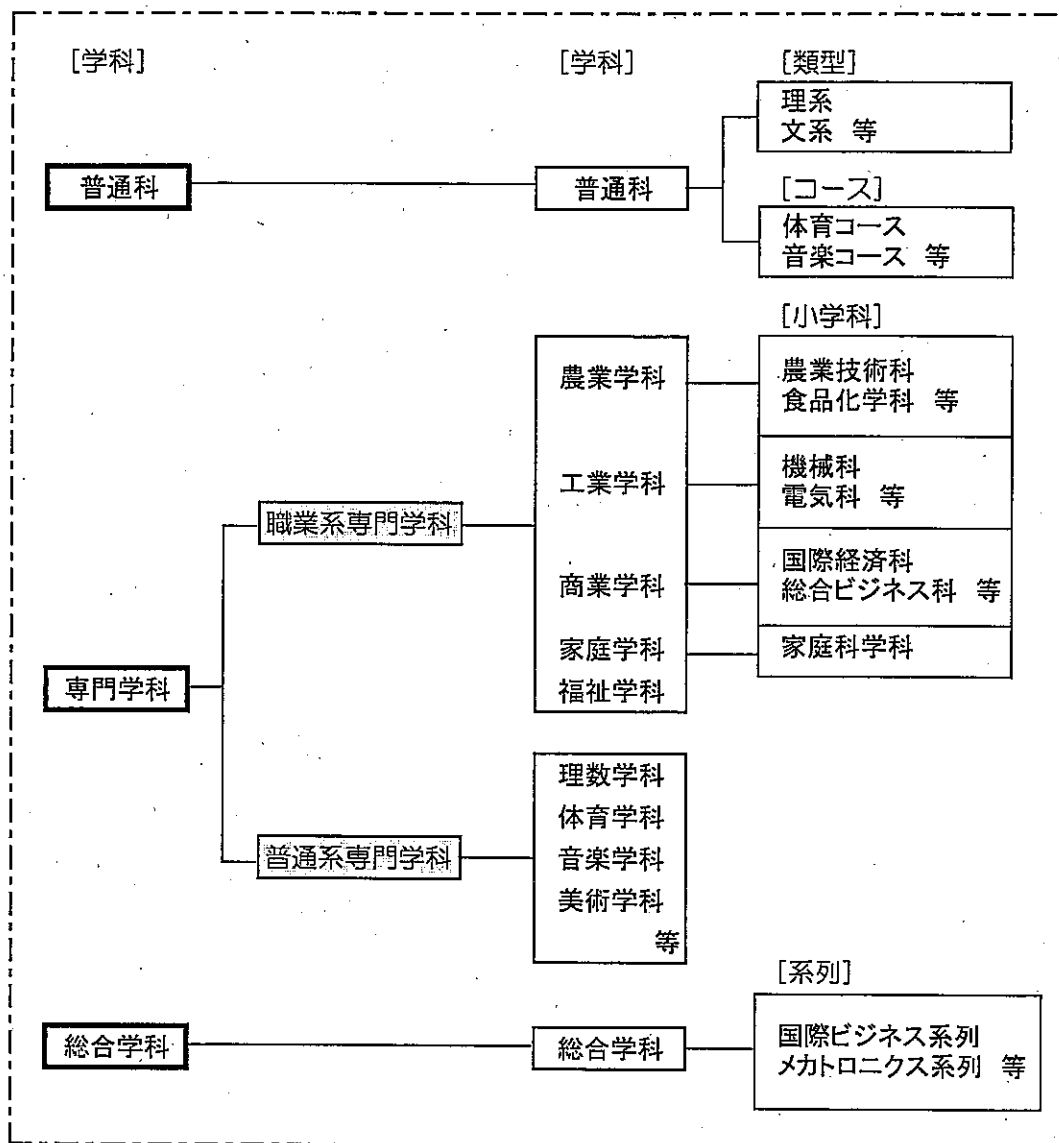 [学科]
[学科]
[類型]
理系
文系 等
普通科
普通科
[コース]
体育コース
音楽コース 等
[小学科]
農業学科
農業技術科
食品化学科 等
工業学科
機械科
電気科 等
職業系専門学科
商業学科
国際経済科
総合ビジネス科 等
家庭学科
家庭科学科
専門学科
福祉学科
理数学科
体育学科
普通系専門学科
音楽学科
美術学科
等
[系列]
総合学科
総合学科
国際ビジネス系列
メカトロニクス系列 等